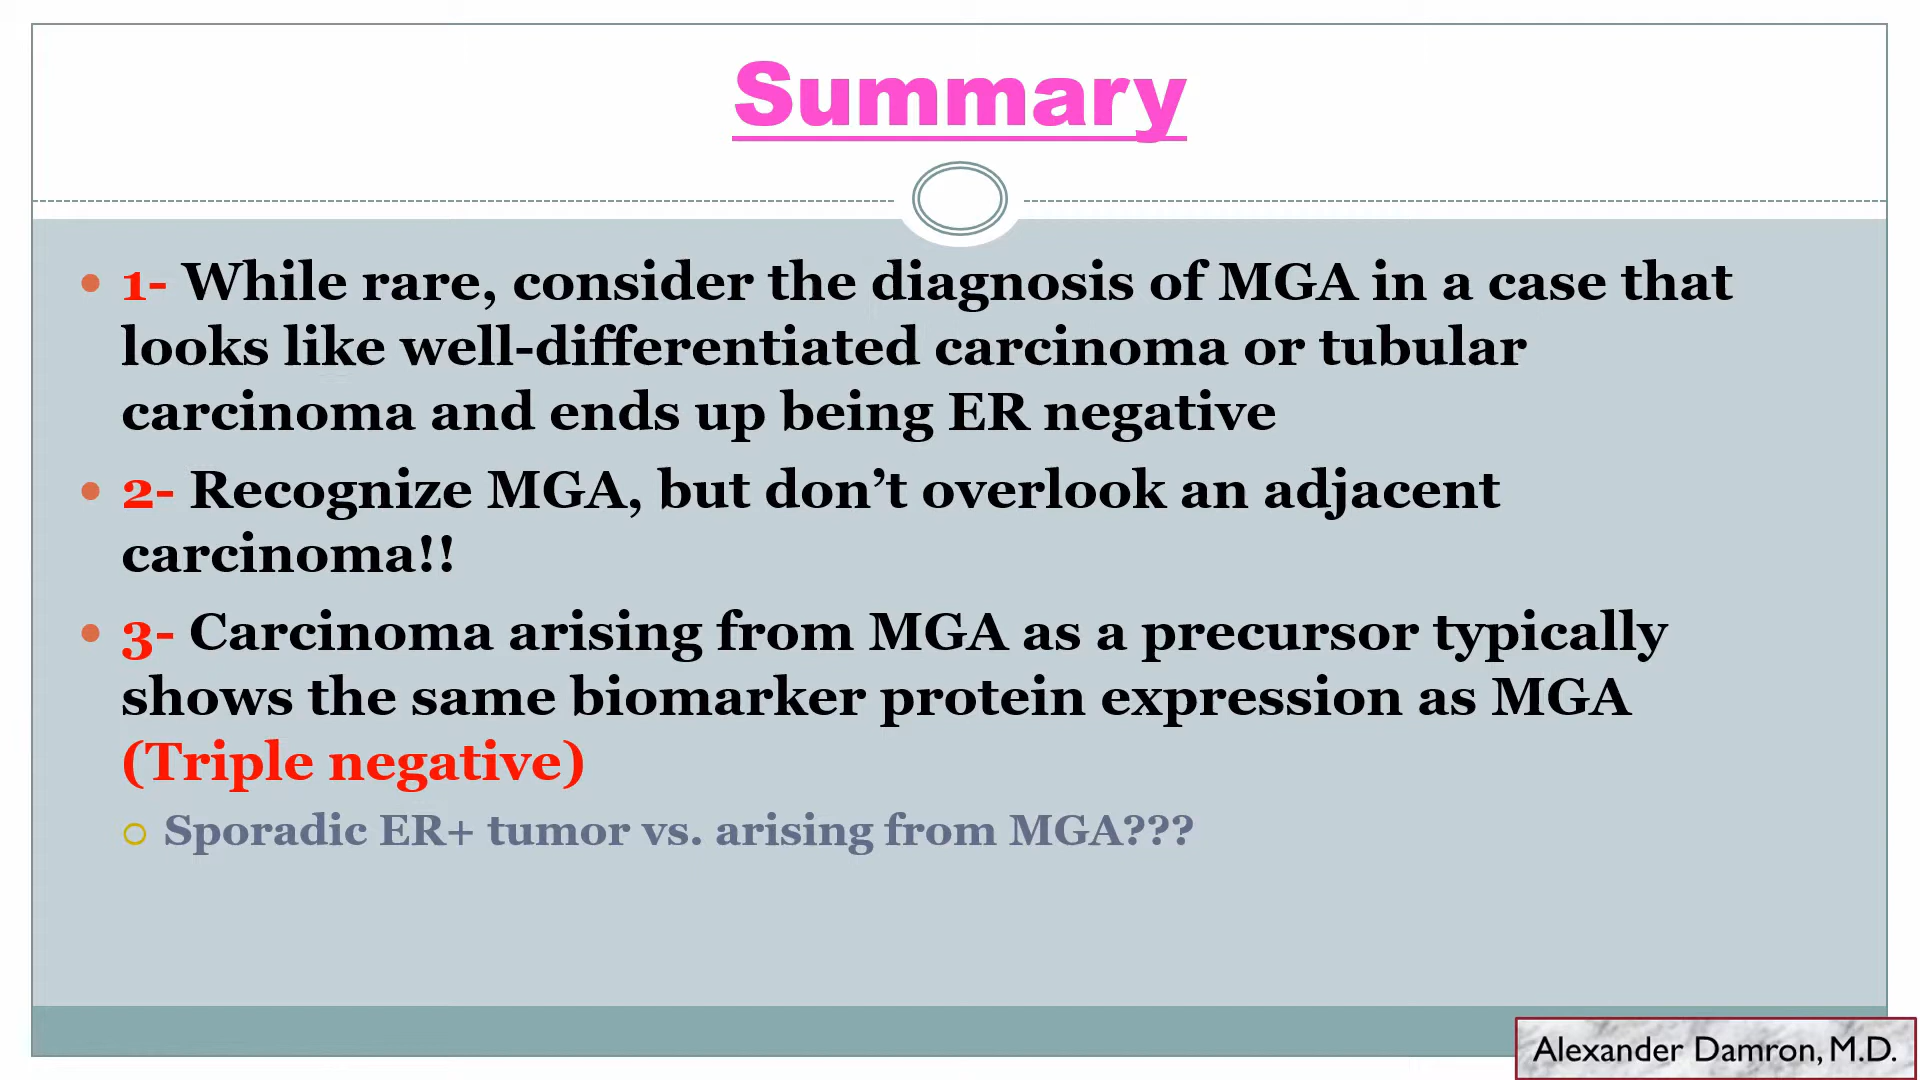 Summary
1- While rare, consider the diagnosis of MGA in a case that
looks like well-differentiated carcinoma or tubular
carcinoma and ends up being ER negative
2- Recognize MGA, but don’t overlook an adjacent
carcinoma!!
3- Carcinoma arising from MGA as a precursor typically
shows the same biomarker protein expression as MGA
(Triple negative)
Sporadic ER+ tumor vs. arising from MGA???
Alexander Damron, M.D.